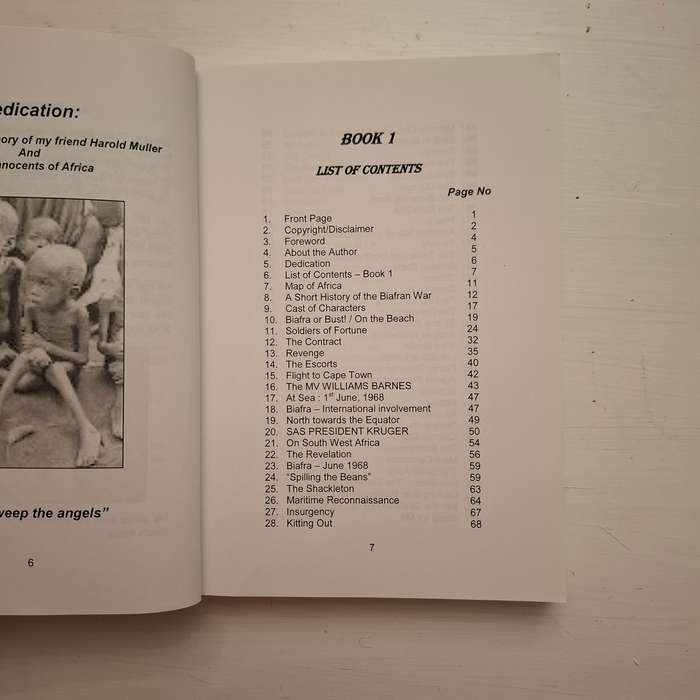 edication:
ory of my friend Harold Muller
And
nocents of Africa
weep the angels”
6
BOOK 1
LIST OF CONTENTS
Page No
1. Front Page 1
2. Copyright/Disclaimer 2
3. Foreword 4
4. About the Author 5
5. Dedication 6
6. List of Contents – Book 1 7
7. Map of Africa 11
8. A Short History of the Biafran War 12
9. Cast of Characters 17
10. Biafra or Bust! / On the Beach 19
11. Soldiers of Fortune 24
12. The Contract 32
13. Revenge 35
14. The Escorts 40
15. Flight to Cape Town 42
16. The MV WILLIAMS BARNES 43
17. At Sea : 1st June, 1968 47
18. Biafra – International involvement 47
19. North towards the Equator 49
20. SAS PRESIDENT KRUGER 50
21. On South West Africa 54
22. The Revelation 56
23. Biafra – June 1968 59
24. “Spilling the Beans” 59
25. The Shackleton 63
26. Maritime Reconnaissance 64
27. Insurgency 67
28. Kitting Out 68
7